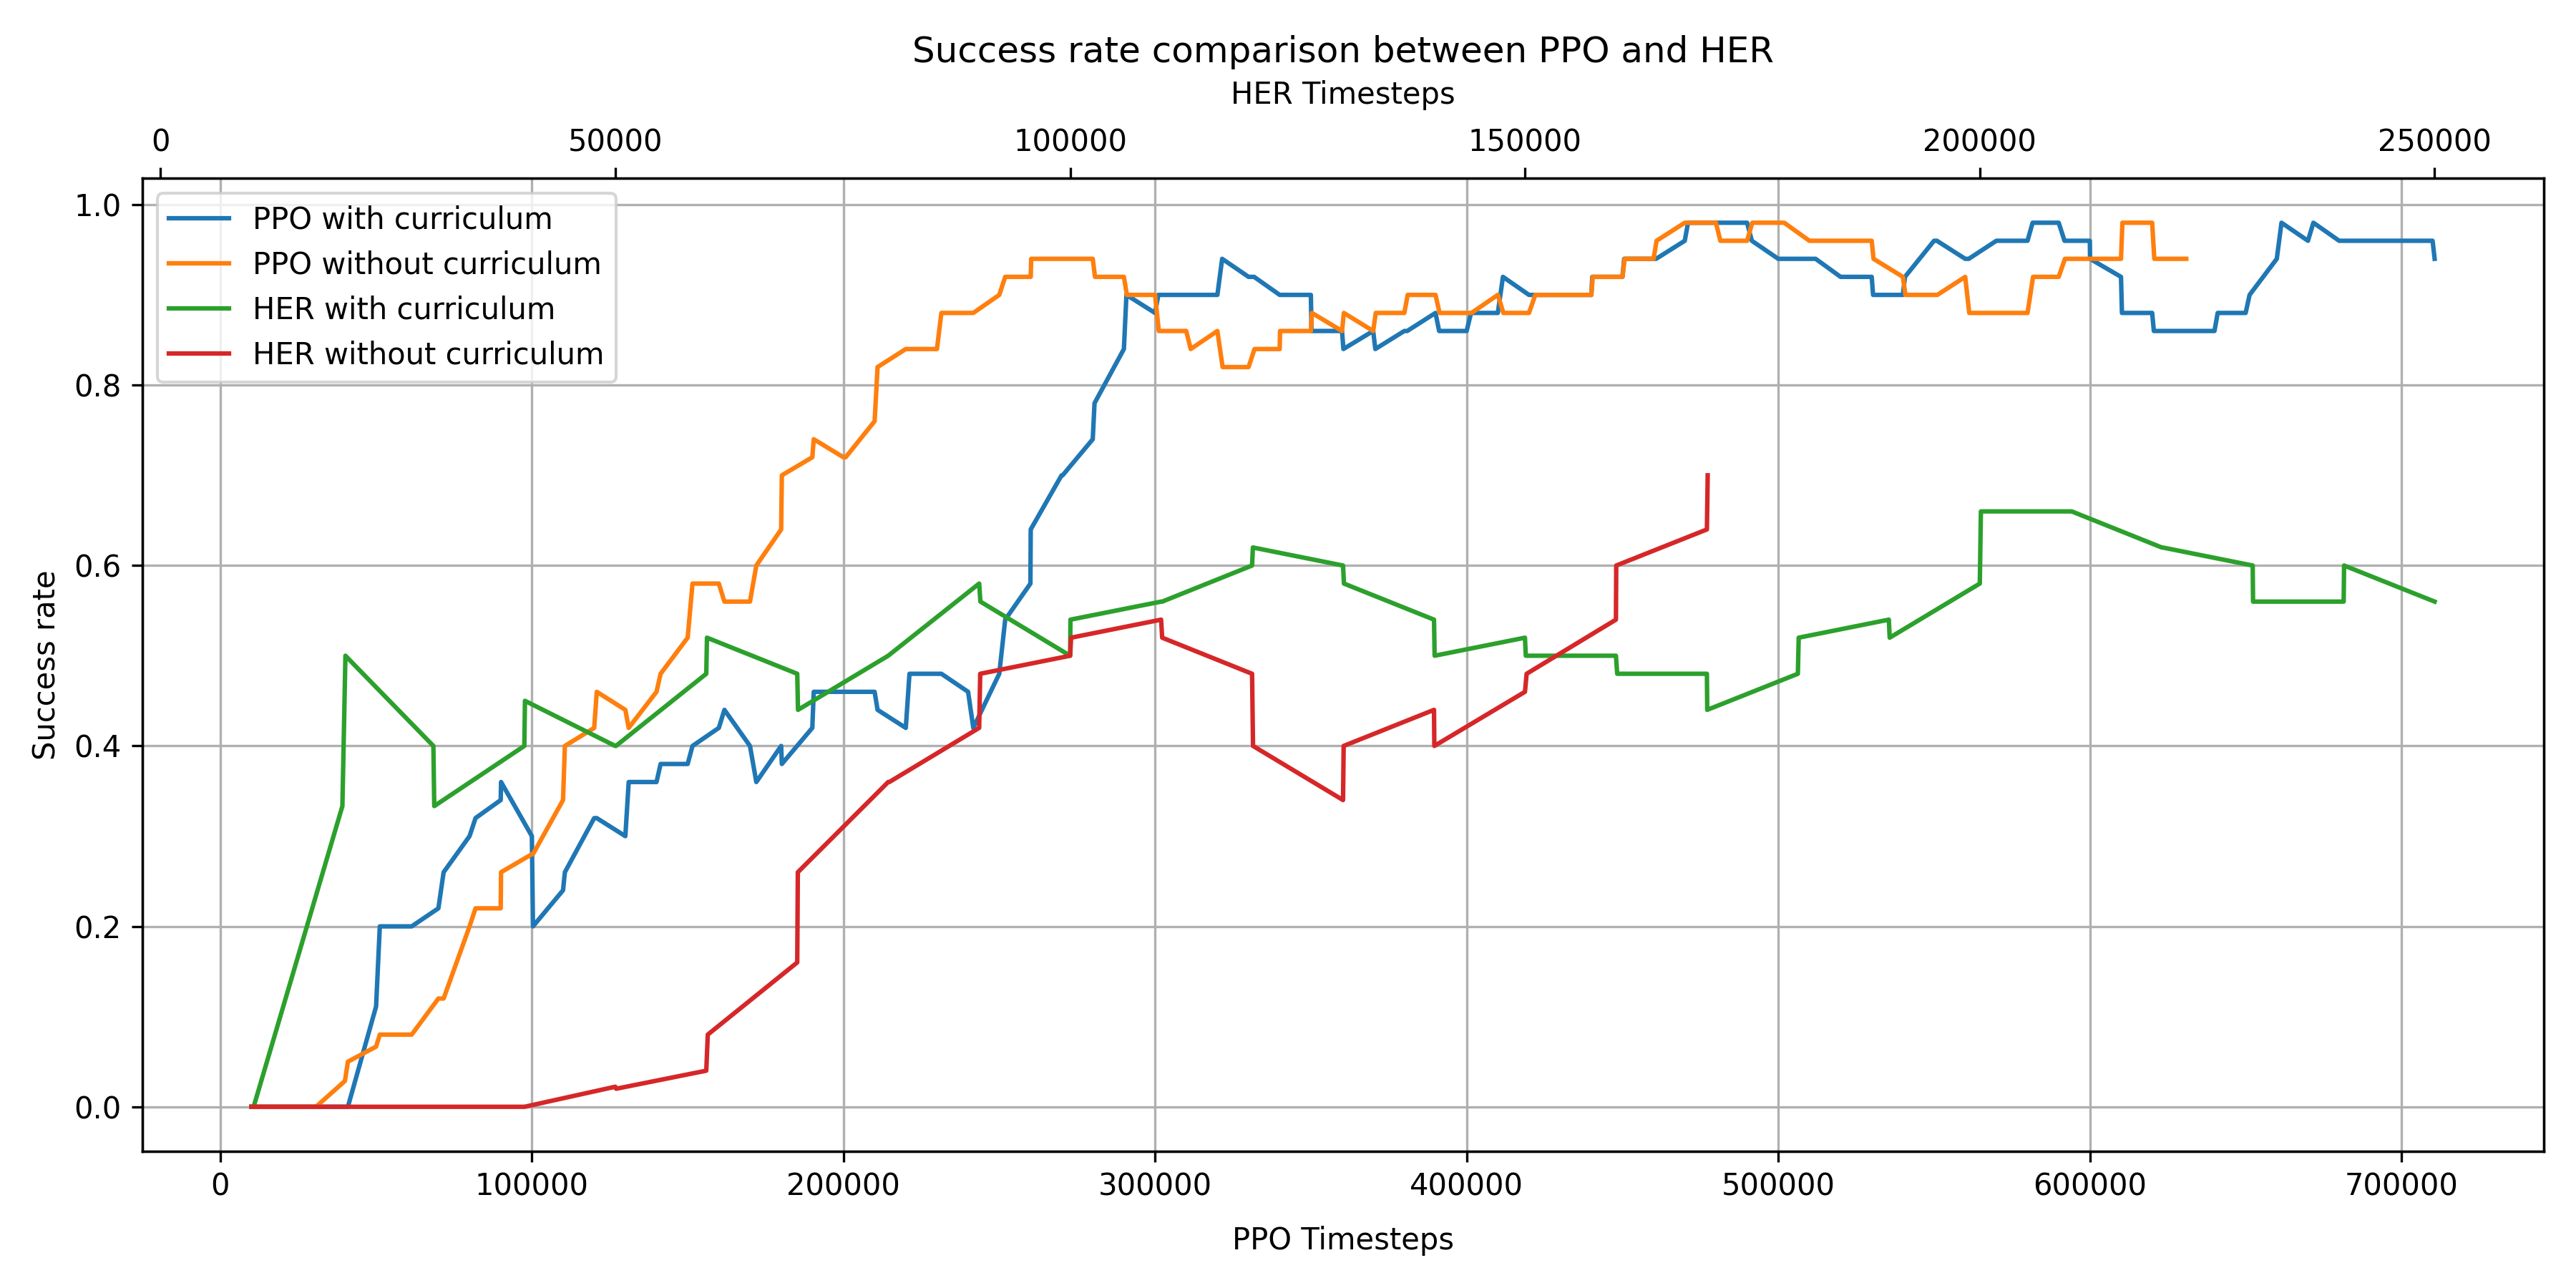 Success rate comparison between PPO and HER
HER Timesteps
0 50000 100000 150000 200000 250000
1.0
0.8
0.6
0.4
0.2
0.0
Success rate
PPO with curriculum
PPO without curriculum
HER with curriculum
HER without curriculum
0 100000 200000 300000 400000 500000 600000 700000
PPO Timesteps